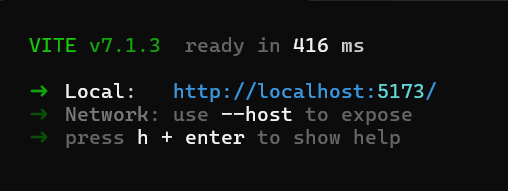 VITE v7.1.3 ready in 416 ms
➜ Local: http://localhost:5173/
➜ Network: use --host to expose
➜ press h + enter to show help